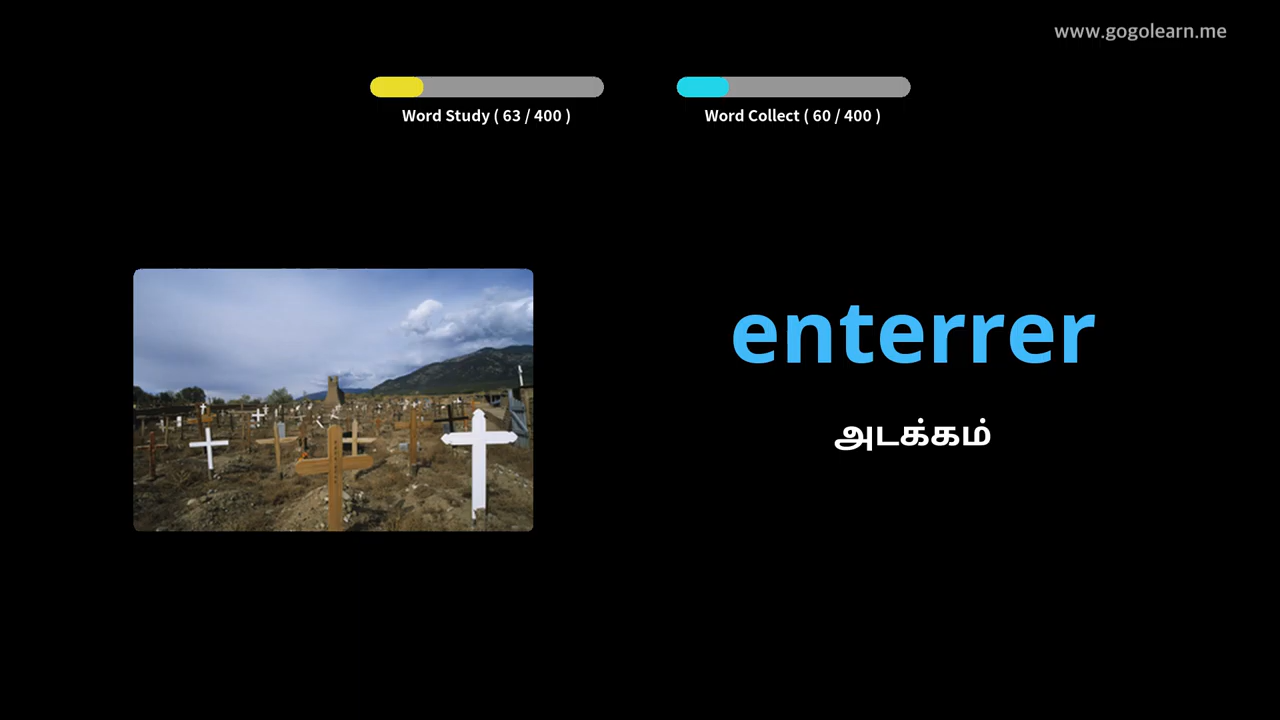 www.gogolearn.me
Word Study ( 63 / 400 )
Word Collect ( 60 / 400 )
enterrer
அடக்கம்